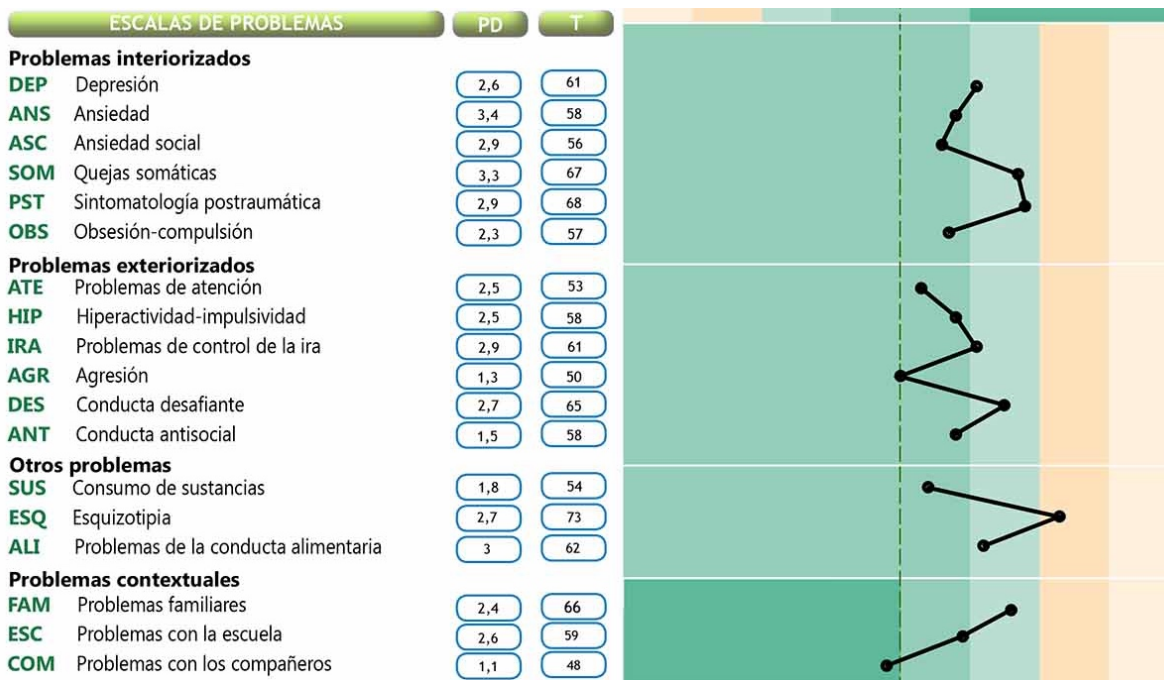 ESCALAS DE PROBLEMAS PD T
Problemas interiorizados
DEP Depresión 2,6 61
ANS Ansiedad 3,4 58
ASC Ansiedad social 2,9 56
SOM Quejas somáticas 3,3 67
PST Sintomatología postraumática 2,9 68
OBS Obsesión-compulsión 2,3 57
Problemas exteriorizados
ATE Problemas de atención 2,5 53
HIP Hiperactividad-impulsividad 2,5 58
IRA Problemas de control de la ira 2,9 61
AGR Agresión 1,3 50
DES Conducta desafiante 2,7 65
ANT Conducta antisocial 1,5 58
Otros problemas
SUS Consumo de sustancias 1,8 54
ESQ Esquizotipia 2,7 73
ALI Problemas de la conducta alimentaria 3 62
Problemas contextuales
FAM Problemas familiares 2,4 66
ESC Problemas con la escuela 2,6 59
COM Problemas con los compañeros 1,1 48